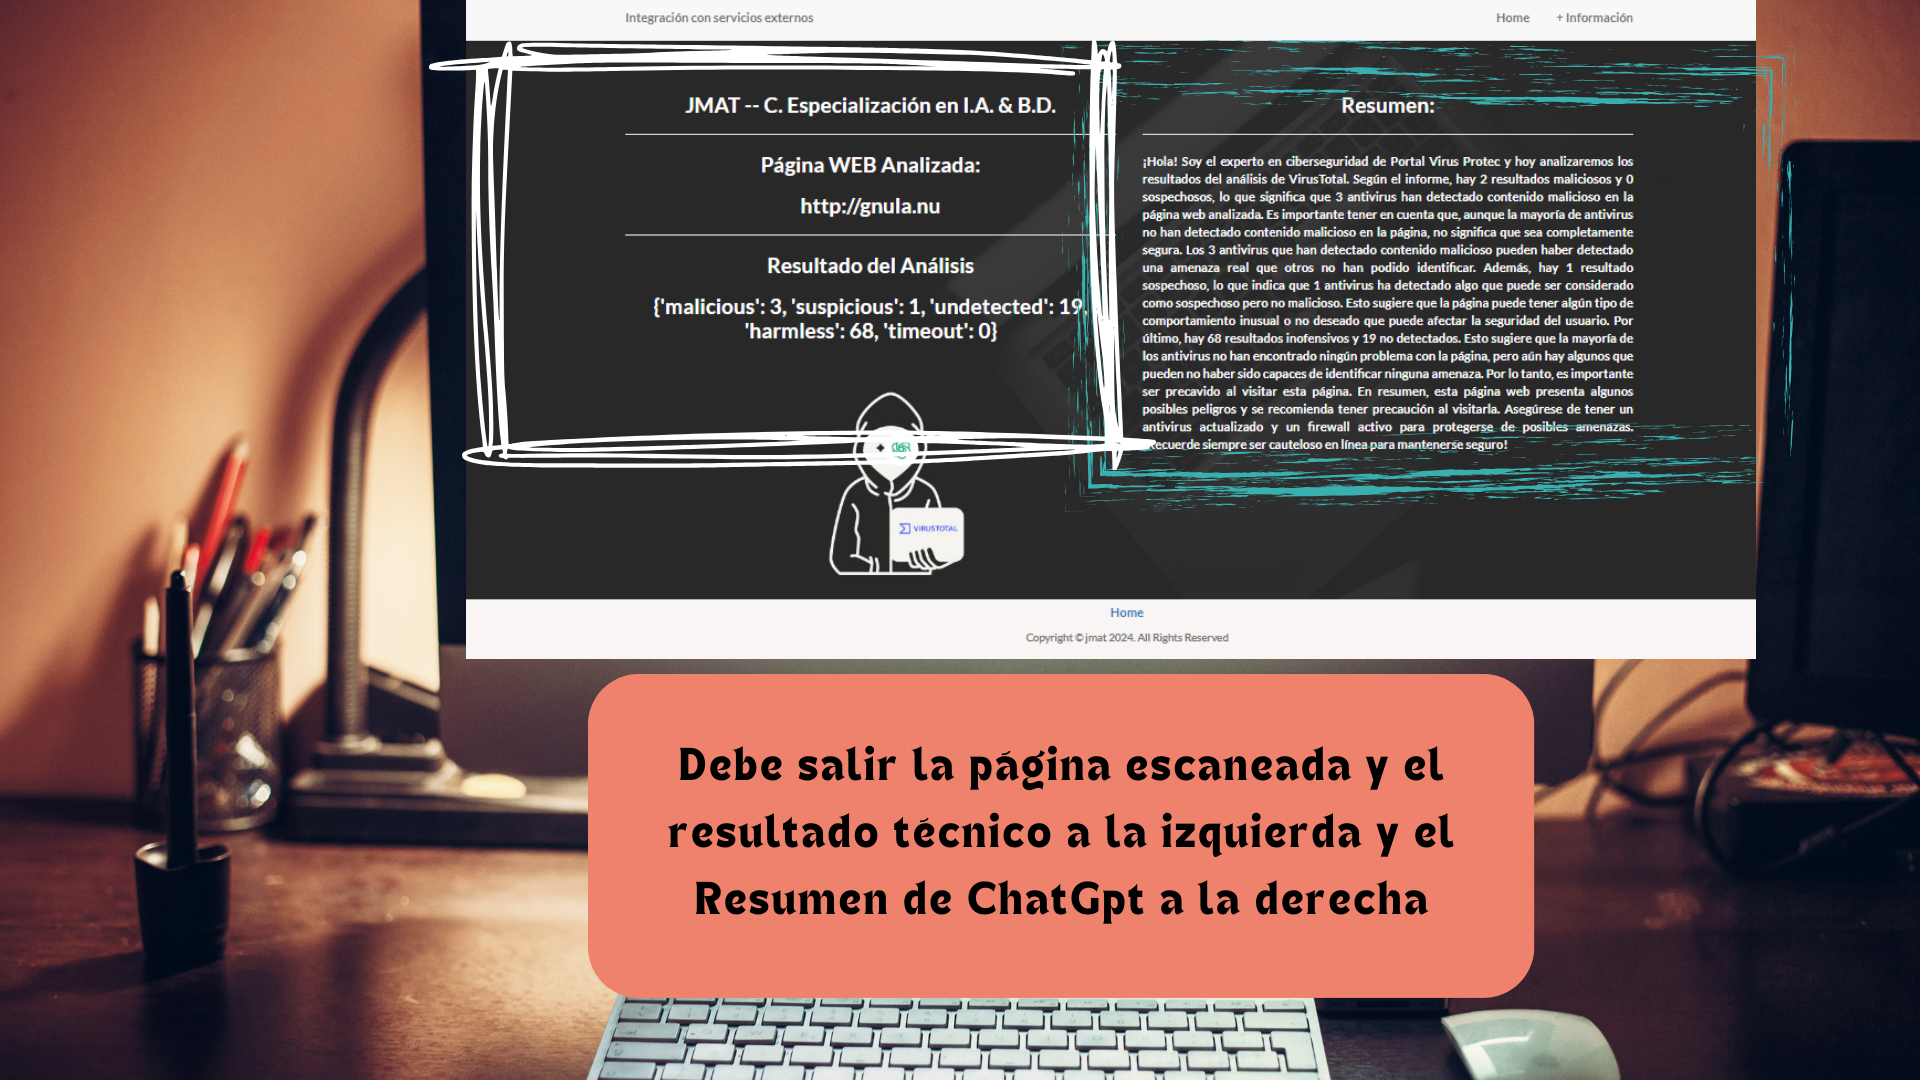 Integración con servicios externos
Home + Información
JMAT -- C. Especialización en I.A. & B.D.
Página WEB Analizada:
http://gnula.nu
Resultado del Análisis
{'malicious': 3, 'suspicious': 1, 'undetected': 19,
'harmless': 68, 'timeout': 0}
VIRUSTOTAL
Resumen:
¡Hola! Soy el experto en ciberseguridad de Portal Virus Protec y hoy analizaremos los
resultados del análisis de VirusTotal. Según el informe, hay 2 resultados maliciosos y 0
sospechosos, lo que significa que 3 antivirus han detectado contenido malicioso en la
página web analizada. Es importante tener en cuenta que, aunque la mayoría de antivirus
no han detectado contenido malicioso en la página, no significa que sea completamente
segura. Los 3 antivirus que han detectado contenido malicioso pueden haber detectado
una amenaza real que otros no han podido identificar. Además, hay 1 resultado
sospechoso, lo que indica que 1 antivirus ha detectado algo que puede ser considerado
como sospechoso pero no malicioso. Esto sugiere que la página puede tener algún tipo de
comportamiento inusual o no deseado que puede afectar la seguridad del usuario. Por
último, hay 68 resultados inofensivos y 19 no detectados. Esto sugiere que la mayoría de
los antivirus no han encontrado ningún problema con la página, pero aún hay algunos que
pueden no haber sido capaces de identificar ninguna amenaza. Por lo tanto, es importante
ser precavido al visitar esta página. En resumen, esta página web presenta algunos
posibles peligros y se recomienda tener precaución al visitarla. Asegúrese de tener un
antivirus actualizado y un firewall activo para protegerse de posibles amenazas.
¡Recuerde siempre ser cauteloso en línea para mantenerse seguro!
Home
Copyright © jmat 2024. All Rights Reserved
Debe salir la página escaneada y el
resultado técnico a la izquierda y el
Resumen de ChatGpt a la derecha